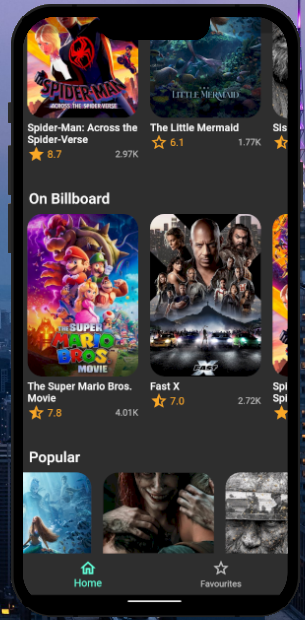 SPIDER-MAN
ACROSS THE SPIDER-VERSE
THE
LITTLE MERMAID
Spider-Man: Across the
Spider-Verse
8.7
2.97K
The Little Mermaid
6.1
1.77K
Sis
On Billboard
THE
SUPER
MARIO
BROS
MOVIE
FAST X
The Super Mario Bros.
Movie
7.8
4.01K
Fast X
7.0
2.72K
Spi
Spi
Popular
Home
Favourites